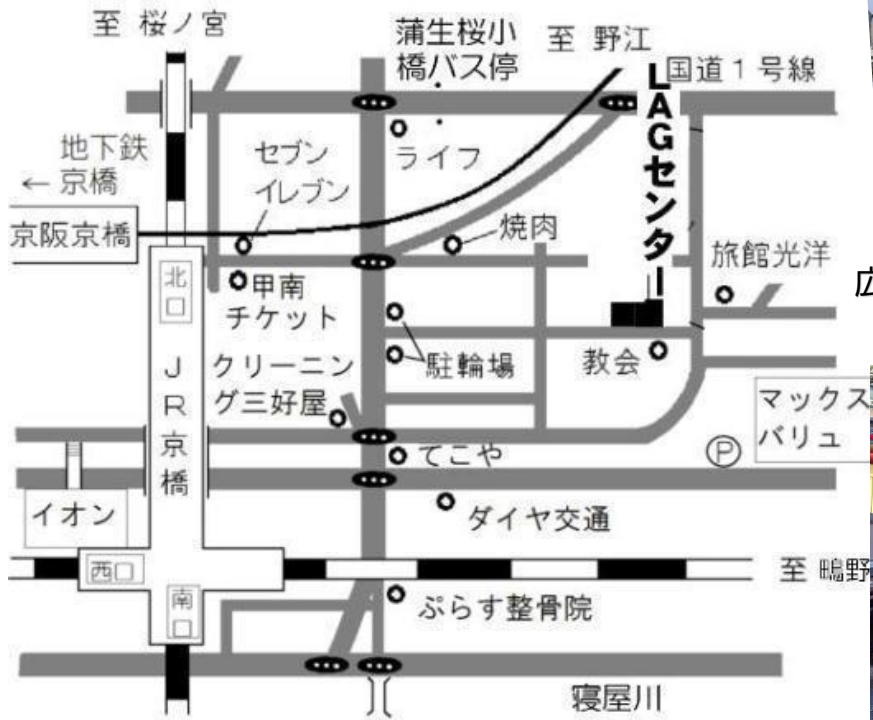 至 桜ノ宮
蒲生桜小
橋バス停
至 野江
国道1号線
LAGセンター
地下鉄
← 京橋
セブン
イレブン
ライフ
京阪京橋
焼肉
旅館光洋
北口
甲南
チケット
広
JR京橋
クリーニン
グ三好屋
駐輪場
教会
マックス
バリュ
てこや
P
イオン
ダイヤ交通
西口
至 鴫野
南口
ぷらす整骨院
寝屋川